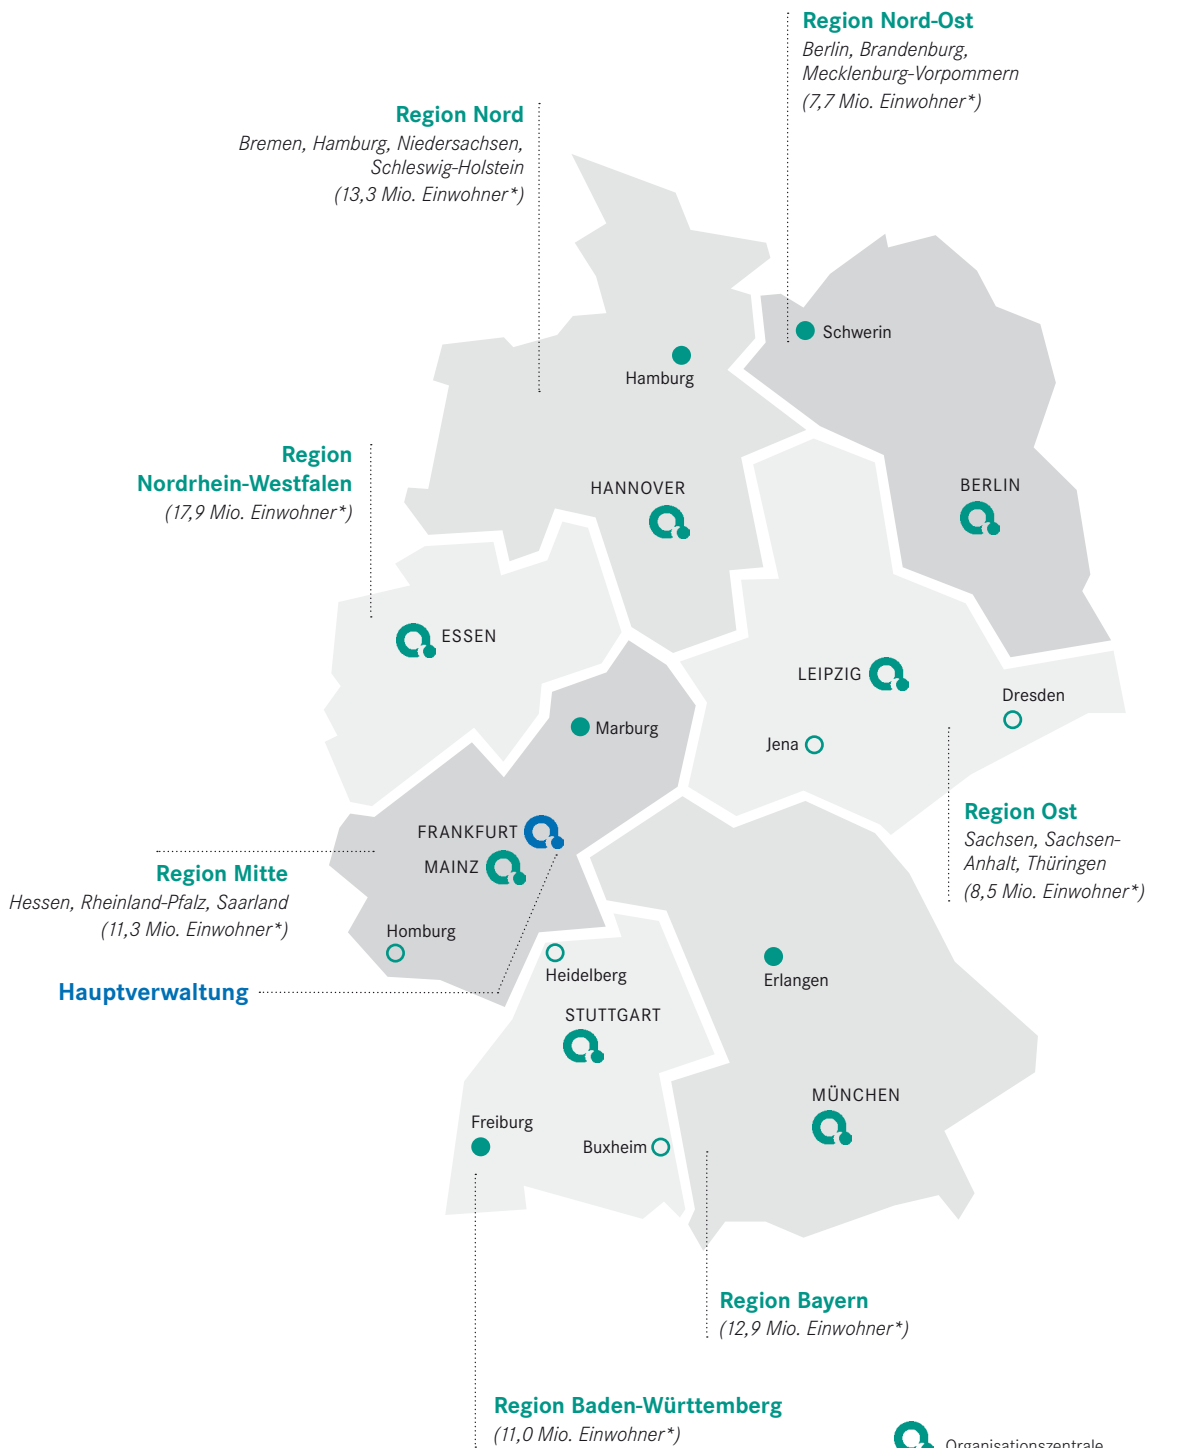 Region Nord-Ost
Berlin, Brandenburg,
Mecklenburg-Vorpommern
(7,7 Mio. Einwohner*)
Region Nord
Bremen, Hamburg, Niedersachsen,
Schleswig-Holstein
(13,3 Mio. Einwohner*)
Schwerin
Hamburg
Region
Nordrhein-Westfalen
(17,9 Mio. Einwohner*)
HANNOVER
BERLIN
ESSEN
LEIPZIG
Dresden
Marburg
Jena
Region Ost
Sachsen, Sachsen-
Anhalt, Thüringen
(8,5 Mio. Einwohner*)
FRANKFURT
MAINZ
Region Mitte
Hessen, Rheinland-Pfalz, Saarland
(11,3 Mio. Einwohner*)
Homburg
Heidelberg
Erlangen
Hauptverwaltung
STUTTGART
MÜNCHEN
Freiburg
Buxheim
Region Bayern
(12,9 Mio. Einwohner*)
Region Baden-Württemberg
(11,0 Mio. Einwohner*)
Organisationszentrale